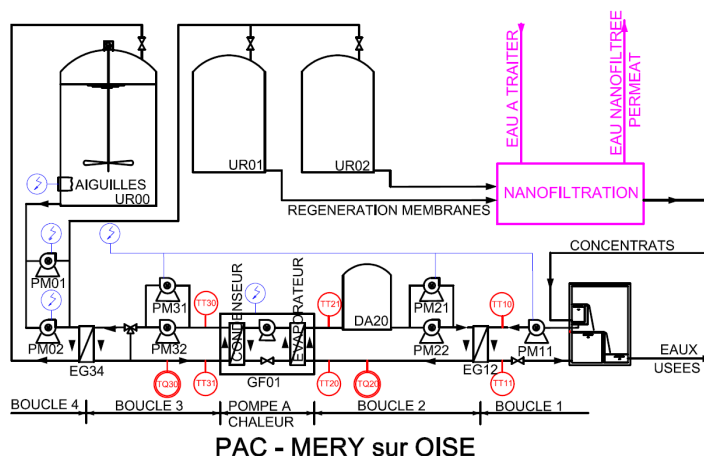 EAU A TRAITER
EAU NANOFILTREE
PERMEAT
AIGUILLES
UR00
UR01
UR02
NANOFILTRATION
REGENERATION MEMBRANES
CONCENTRATS
PM01
PM31
TT30
CONDENSEUR
EVAPORATEUR
TT21
DA20
PM21
TT10
PM02
PM32
PM22
PM11
EG34
TQ30
TT31
GF01
TT20
TQ20
EG12
TT11
EAUX
USEES
BOUCLE 4
BOUCLE 3
POMPE A
CHALEUR
BOUCLE 2
BOUCLE 1
PAC - MERY sur OISE